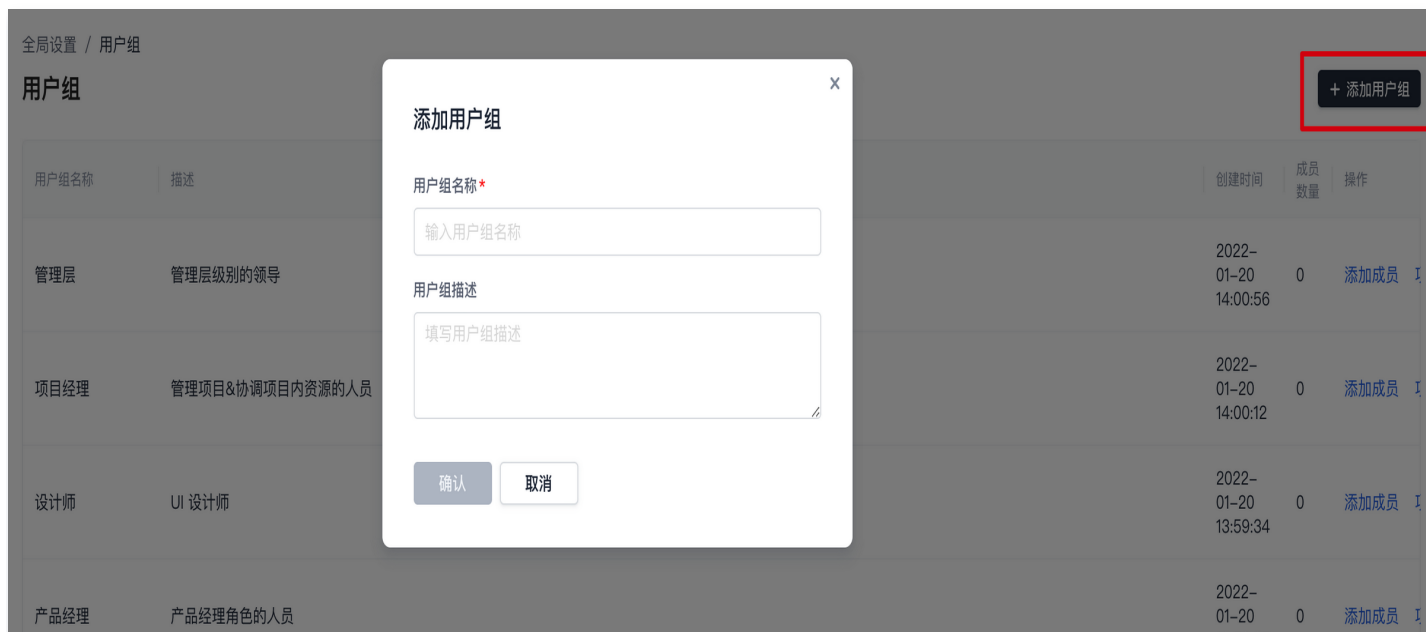 全局设置 / 用户组
用户组
+ 添加用户组
用户组名称
描述
创建时间
成员
数量
操作
管理层
管理层级别的领导
2022-
01-20
14:00:56
0
添加成员
项目经理
管理项目&协调项目内资源的人员
2022-
01-20
14:00:12
0
添加成员
设计师
UI 设计师
2022-
01-20
13:59:34
0
添加成员
产品经理
产品经理角色的人员
2022-
01-20
0
添加成员
x
添加用户组
用户组名称*
输入用户组名称
用户组描述
填写用户组描述
确认
取消